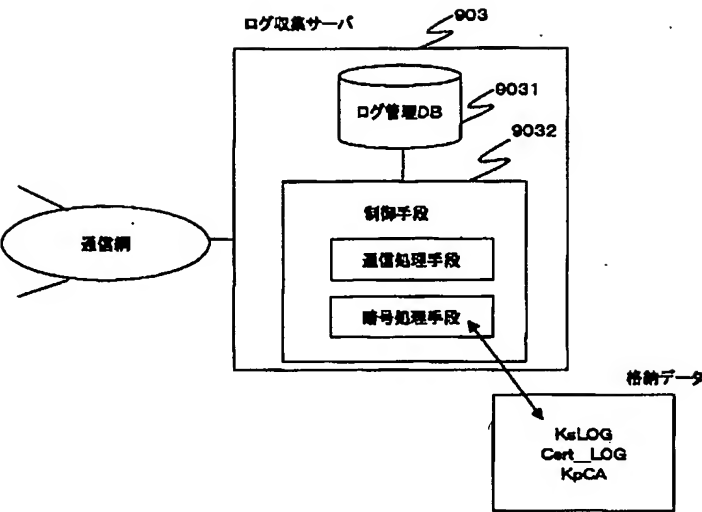 ログ収集サーバ
903
ログ管理DB
9031
9032
制御手段
通信網
通信処理手段
暗号処理手段
格納データ
KsLOG
Cert__LOG
KpCA